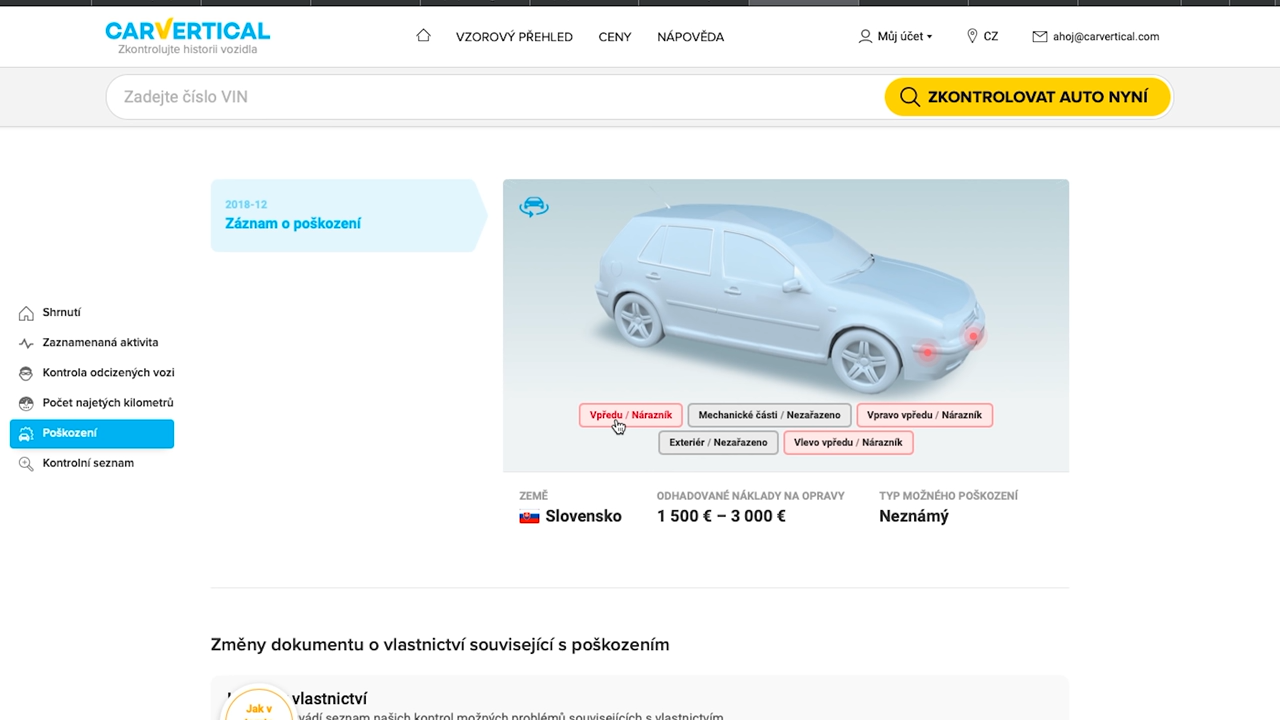 CARVERTICAL
Zkontrolujte historii vozidla
VZOROVÝ PŘEHLED
CENY
NÁPOVĚDA
Můj účet
CZ
ahoj@carvertical.com
Zadejte číslo VIN
ZKONTROLOVAT AUTO NYNÍ
2018-12
Záznam o poškození
Shrnutí
Zaznamenaná aktivita
Kontrola odcizených vozi
Počet najetých kilometrů
Poškození
Kontrolní seznam
Vpředu / Nárazník
Mechanické části / Nezařazeno
Vpravo vpředu / Nárazník
Exteriér / Nezařazeno
Vlevo vpředu / Nárazník
ZEMĚ
Slovensko
ODHADOVANÉ NÁKLADY NA OPRAVY
1 500 € – 3 000 €
TYP MOŽNÉHO POŠKOZENÍ
Neznámý
Změny dokumentu o vlastnictví související s poškozením
vlastnictví
Jak v
seznam našich kontrol možných problémů souvisejících s vlastnictvím